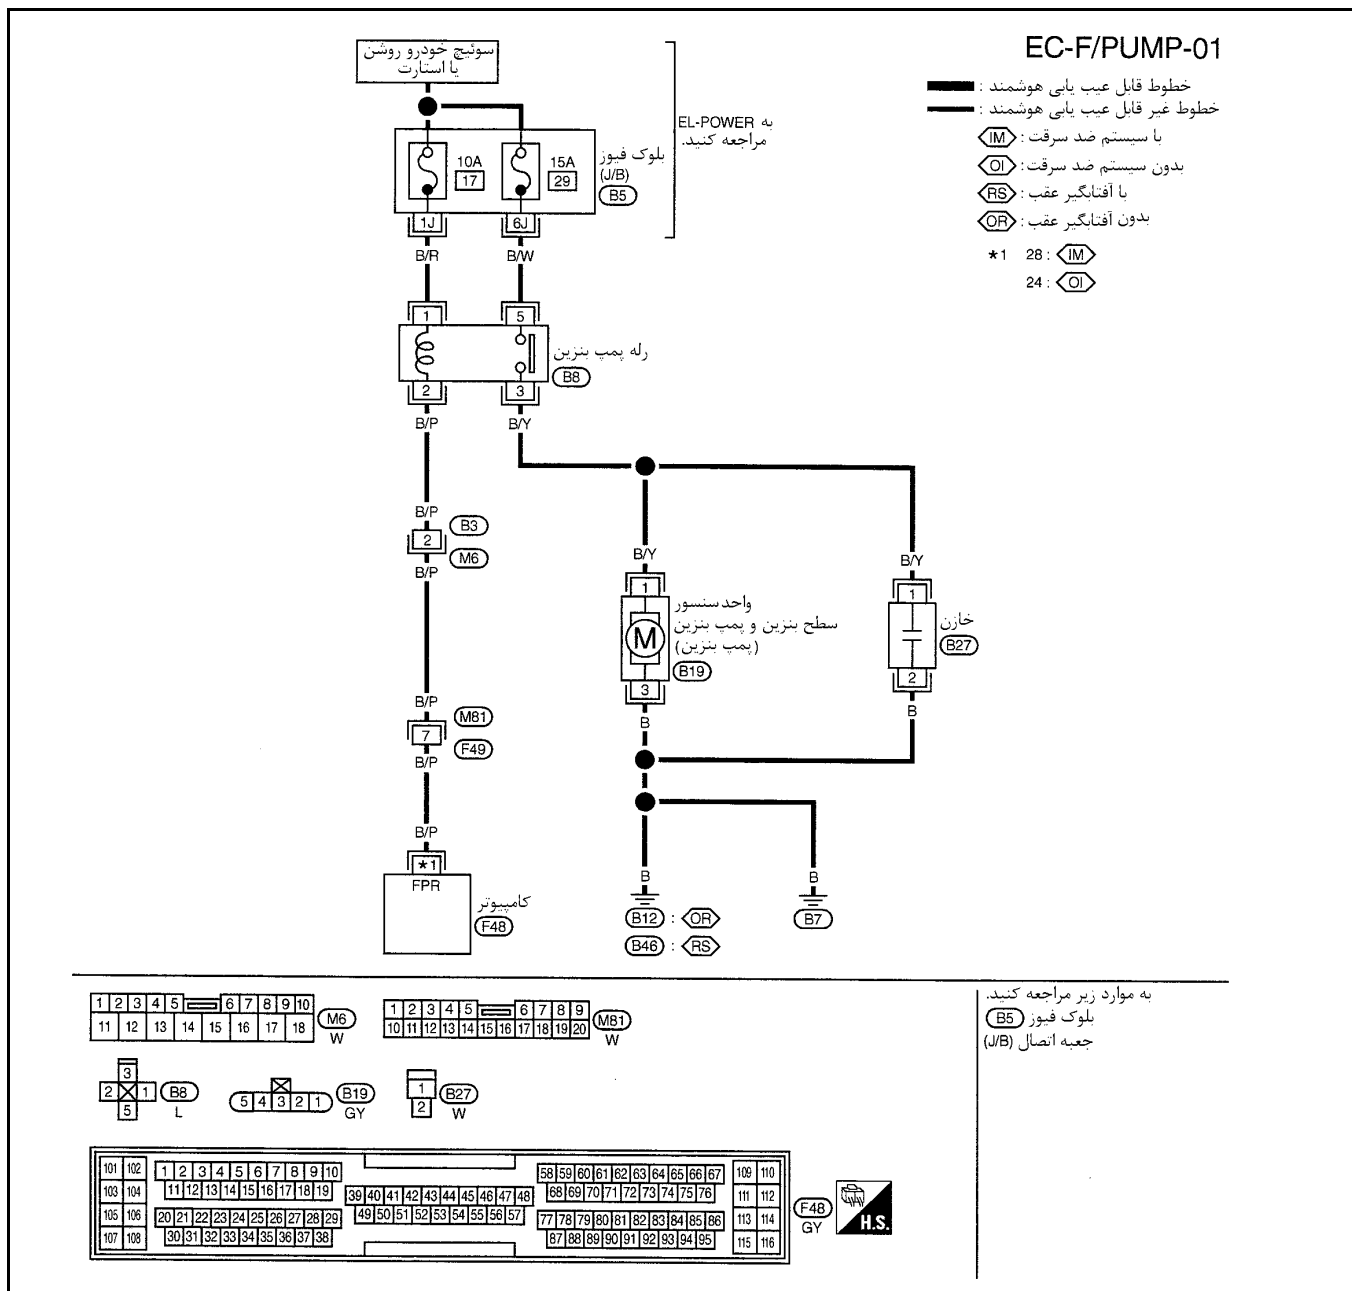 EC-F/PUMP-01
سوئیچ خودرو روشن
یا استارت
خطوط قابل عیب یابی هوشمند :
خطوط غیر قابل عیب یابی هوشمند :
IM : با سیستم ضد سرقت
OI : بدون سیستم ضد سرقت
RS : با آفتابگیر عقب
OR : بدون آفتابگیر عقب
*1 28 : IM
24 : OI
به EL-POWER
مراجعه کنید.
10A
17
15A
29
بلوک فیوز
(J/B)
B5
1J 6J
B/R B/W
1 5
رله پمپ بنزین
B8
2 3
B/P B/Y
B/P
2
B3
M6
B/P
B/Y
1
M
واحد سنسور
سطح بنزین و پمپ بنزین
(پمپ بنزین)
B19
3
B
B/Y
1
خازن
B27
2
B
B/P
7
M81
F49
B/P
B/P
*1
FPR
کامپیوتر
F48
B
B12 : OR
B46 : RS
B
B7
1 2 3 4 5 6 7 8 9 10
11 12 13 14 15 16 17 18
M6
W
1 2 3 4 5 6 7 8 9
10 11 12 13 14 15 16 17 18 19 20
M81
W
3
2 1
5
B8
L
5 4 3 2 1
B19
GY
1
2
B27
W
به موارد زیر مراجعه کنید.
بلوک فیوز B5
جعبه اتصال (J/B)
101 102
103 104
105 106
107 108
1 2 3 4 5 6 7 8 9 10
11 12 13 14 15 16 17 18 19
20 21 22 23 24 25 26 27 28 29
30 31 32 33 34 35 36 37 38
39 40 41 42 43 44 45 46 47 48
49 50 51 52 53 54 55 56 57
58 59 60 61 62 63 64 65 66 67
68 69 70 71 72 73 74 75 76
77 78 79 80 81 82 83 84 85 86
87 88 89 90 91 92 93 94 95
109 110
111 112
113 114
115 116
F48
GY
H.S.